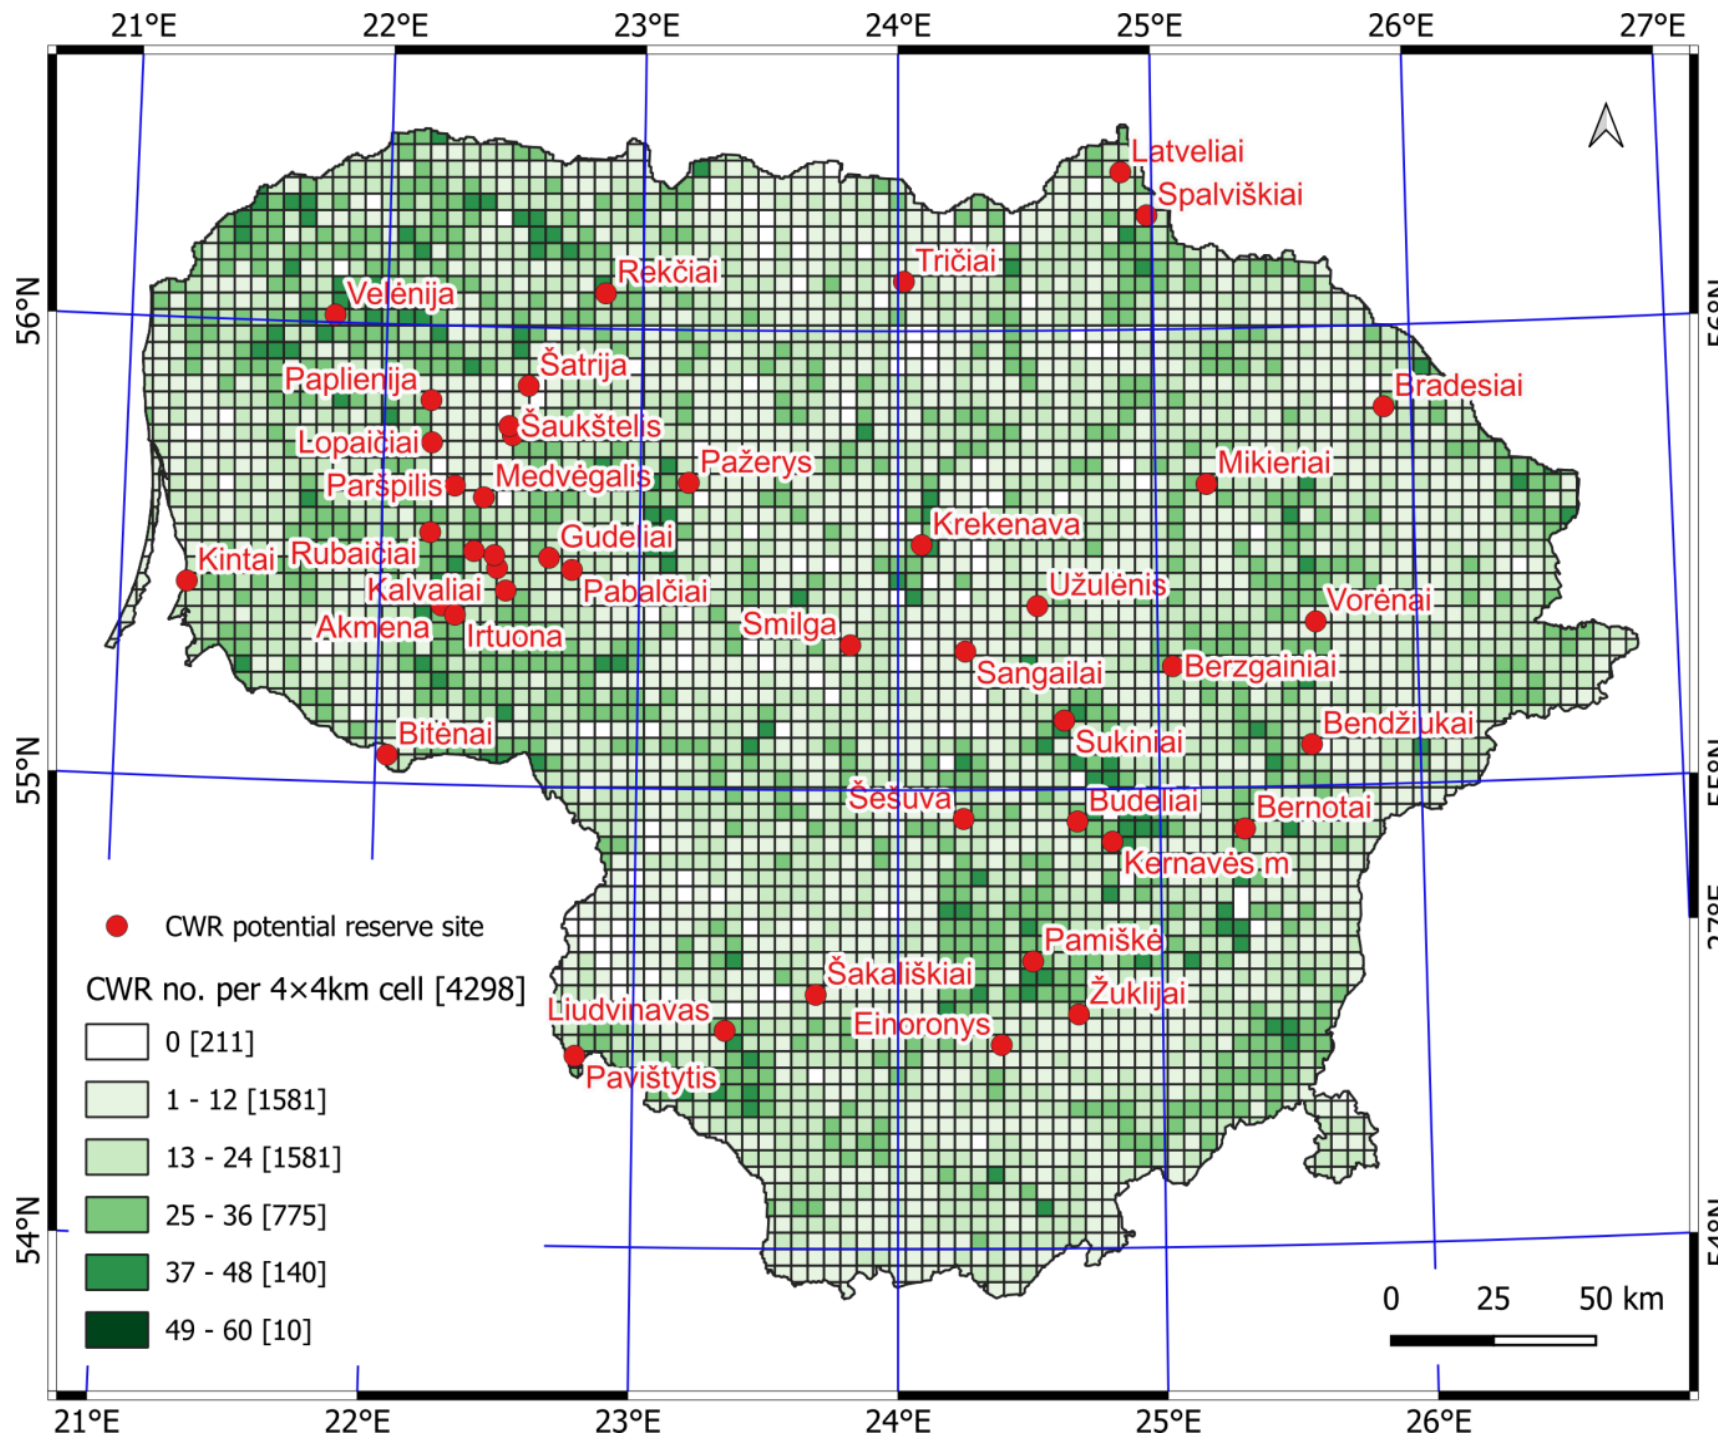 21°E 22°E 23°E 24°E 25°E 26°E 27°E
Latveliai
Spalviškiai
Tričiai
Rekčiai
Velėnija
56°N 56°N
Šatrija
Paplienija
Bradesiai
Šaukštelis
Lopaičiai
Pažerys
Mikieriai
Medvėgalis
Paršpilis
Krekenava
Gudeliai
Rubaičiai
Kintai
Užulėnis
Kalvaliai
Pabalčiai
Vorėnai
Smilga
Akmena
Irtuona
Berzgainiai
Sangailai
Bendžiukai
Bitėnai
Sukiniai
55°N 55°N
Šešuva
Budeliai
Bernotai
Kernavės m
27°E
CWR potential reserve site
Pamiškė
Šakališkiai
CWR no. per 4×4km cell [4298]
Žuklijai
Liudvinavas
Einoronys
0 [211]
Pavištytis
1 - 12 [1581]
13 - 24 [1581]
25 - 36 [775]
54°N 54°N
37 - 48 [140]
0 25 50 km
49 - 60 [10]
21°E 22°E 23°E 24°E 25°E 26°E